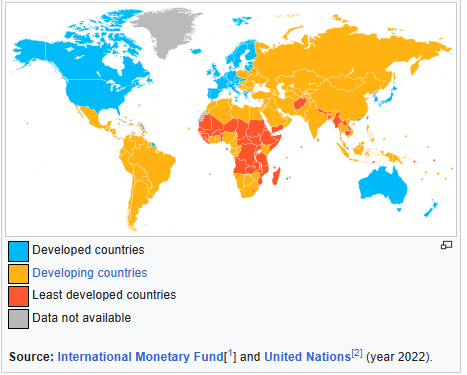 Developed countries
Developing countries
Least developed countries
Data not available
Source: International Monetary Fund[1] and United Nations[2] (year 2022).